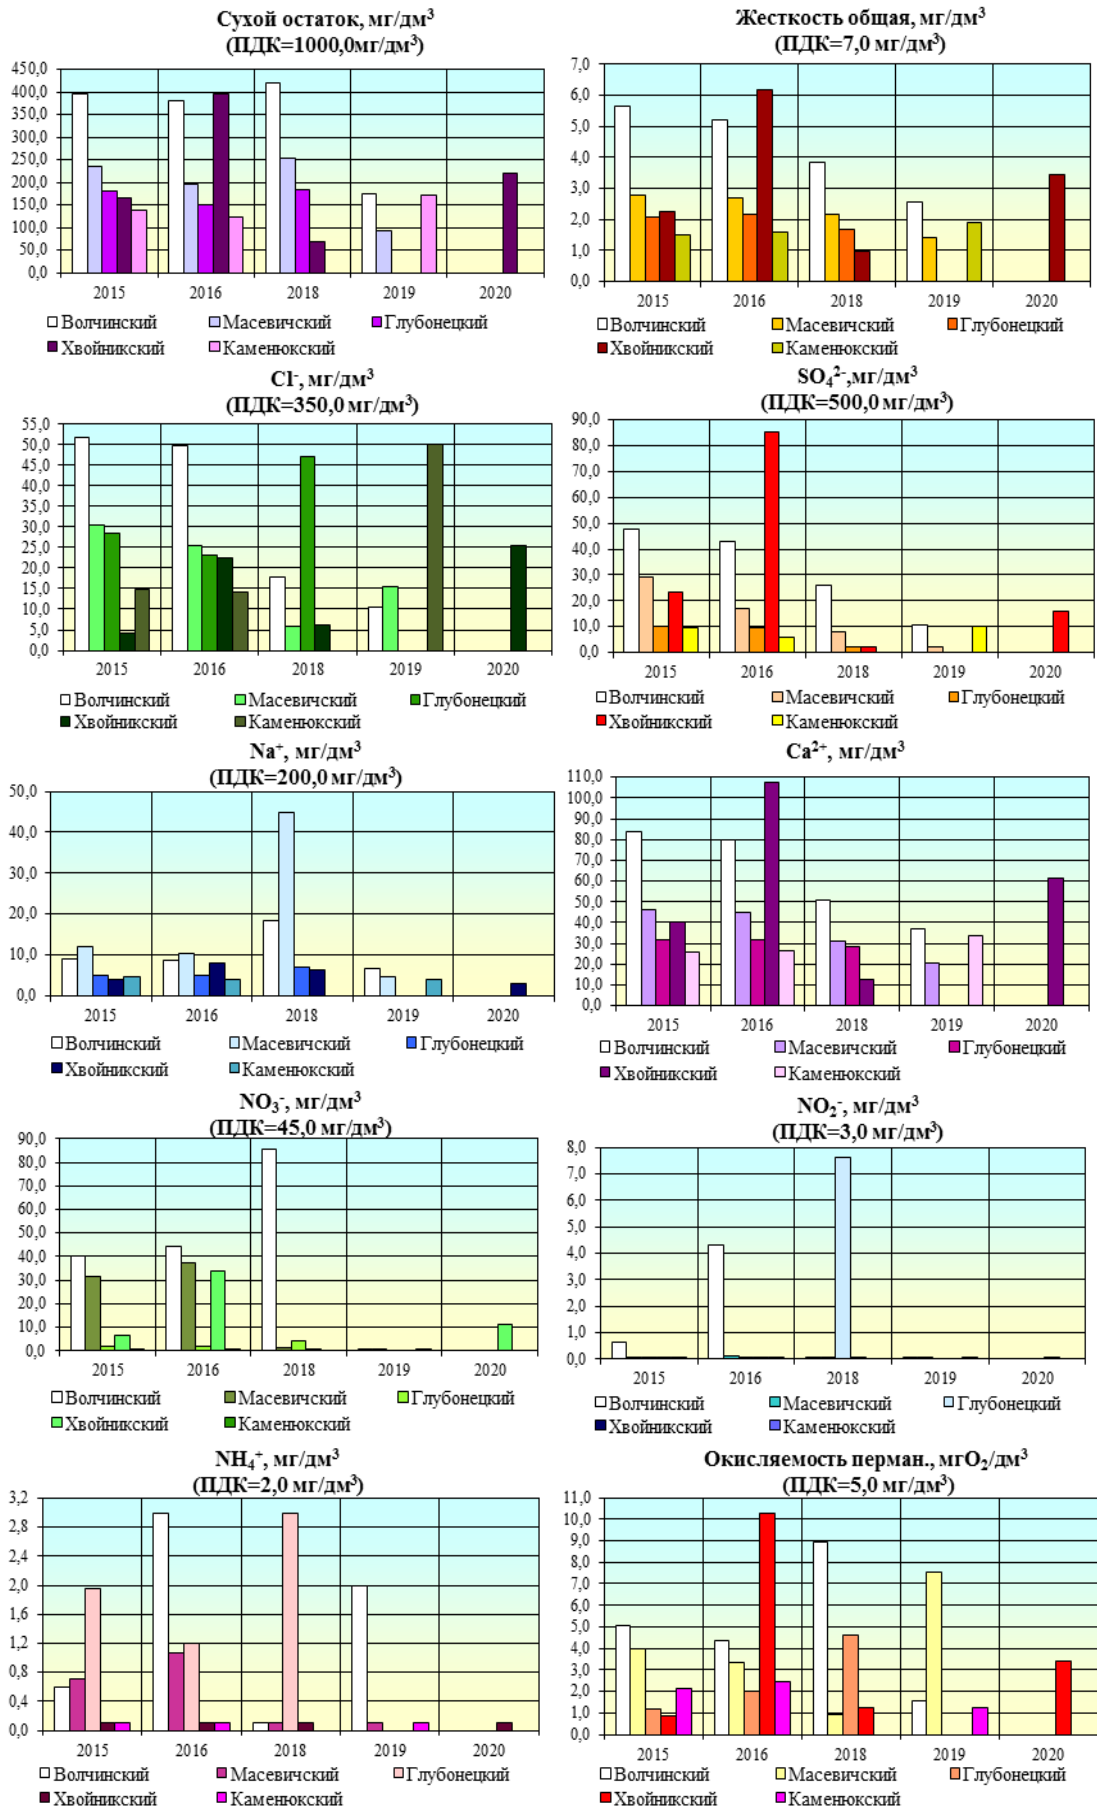 Сухой остаток, мг/дм³
(ПДК=1000,0мг/дм³)
450,0
400,0
350,0
300,0
250,0
200,0
150,0
100,0
50,0
0,0
2015 2016 2018 2019 2020
Волчинский Масевичский Глубонецкий
Хвойникский Каменюкский
Жесткость общая, мг/дм³
(ПДК=7,0 мг/дм³)
7,0
6,0
5,0
4,0
3,0
2,0
1,0
0,0
2015 2016 2018 2019 2020
Волчинский Масевичский Глубонецкий
Хвойникский Каменюкский
Cl⁻, мг/дм³
(ПДК=350,0 мг/дм³)
55,0
50,0
45,0
40,0
35,0
30,0
25,0
20,0
15,0
10,0
5,0
0,0
2015 2016 2018 2019 2020
Волчинский Масевичский Глубонецкий
Хвойникский Каменюкский
SO₄²⁻,мг/дм³
(ПДК=500,0 мг/дм³)
90,0
80,0
70,0
60,0
50,0
40,0
30,0
20,0
10,0
0,0
2015 2016 2018 2019 2020
Волчинский Масевичский Глубонецкий
Хвойникский Каменюкский
Na⁺, мг/дм³
(ПДК=200,0 мг/дм³)
50,0
40,0
30,0
20,0
10,0
0,0
2015 2016 2018 2019 2020
Волчинский Масевичский Глубонецкий
Хвойникский Каменюкский
Ca²⁺, мг/дм³
110,0
100,0
90,0
80,0
70,0
60,0
50,0
40,0
30,0
20,0
10,0
0,0
2015 2016 2018 2019 2020
Волчинский Масевичский Глубонецкий
Хвойникский Каменюкский
NO₃⁻, мг/дм³
(ПДК=45,0 мг/дм³)
90,0
80,0
70,0
60,0
50,0
40,0
30,0
20,0
10,0
0,0
2015 2016 2018 2019 2020
Волчинский Масевичский Глубонецкий
Хвойникский Каменюкский
NO₂⁻, мг/дм³
(ПДК=3,0 мг/дм³)
8,0
7,0
6,0
5,0
4,0
3,0
2,0
1,0
0,0
2015 2016 2018 2019 2020
Волчинский Масевичский Глубонецкий
Хвойникский Каменюкский
NH₄⁺, мг/дм³
(ПДК=2,0 мг/дм³)
3,2
2,8
2,4
2,0
1,6
1,2
0,8
0,4
0,0
2015 2016 2018 2019 2020
Волчинский Масевичский Глубонецкий
Хвойникский Каменюкский
Окисляемость перман., мгО₂/дм³
(ПДК=5,0 мг/дм³)
11,0
10,0
9,0
8,0
7,0
6,0
5,0
4,0
3,0
2,0
1,0
0,0
2015 2016 2018 2019 2020
Волчинский Масевичский Глубонецкий
Хвойникский Каменюкский